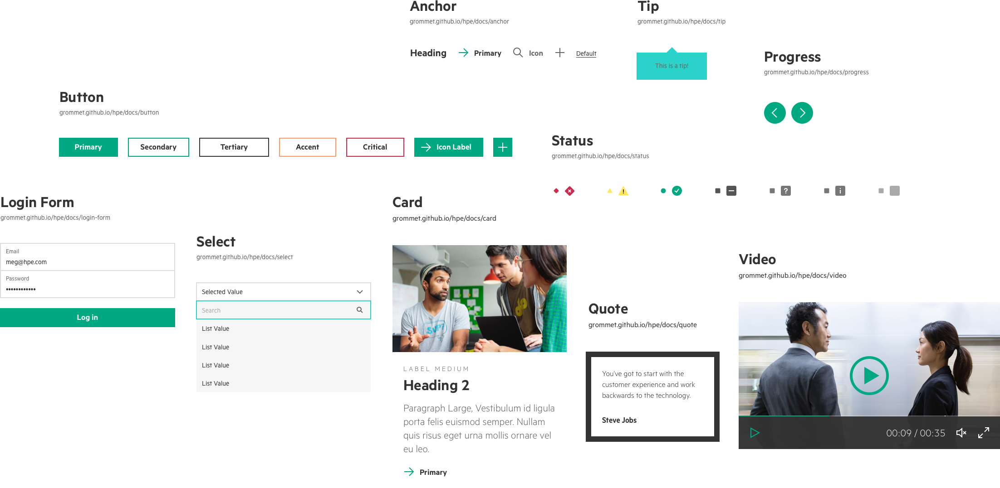 Anchor
grommet.github.io/hpe/docs/anchor
Heading
Primary
Icon
Default
Tip
grommet.github.io/hpe/docs/tip
This is a tip!
Progress
grommet.github.io/hpe/docs/progress
Button
grommet.github.io/hpe/docs/button
Primary
Secondary
Tertiary
Accent
Critical
Icon Label
Status
grommet.github.io/hpe/docs/status
Login Form
grommet.github.io/hpe/docs/login-form
Email
meg@hpe.com
Password
••••••••••••
Log in
Select
grommet.github.io/hpe/docs/select
Selected Value
Search
List Value
List Value
List Value
List Value
Card
grommet.github.io/hpe/docs/card
LABEL MEDIUM
Heading 2
Paragraph Large, Vestibulum id ligula
porta felis euismod semper. Nullam
quis risus eget urna mollis ornare vel
eu leo.
Primary
Quote
grommet.github.io/hpe/docs/quote
You’ve got to start with the
customer experience and work
backwards to the technology.
Steve Jobs
Video
grommet.github.io/hpe/docs/video
00:09 / 00:35